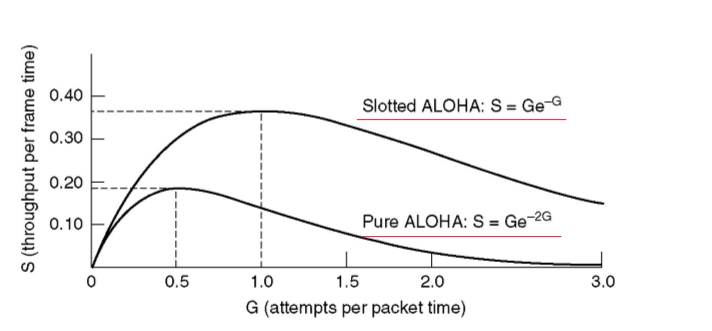 S (throughput per frame time)
0.40
0.30
0.20
0.10
Slotted ALOHA: S = Ge⁻ᴳ
Pure ALOHA: S = Ge⁻²ᴳ
0 0.5 1.0 1.5 2.0 3.0
G (attempts per packet time)